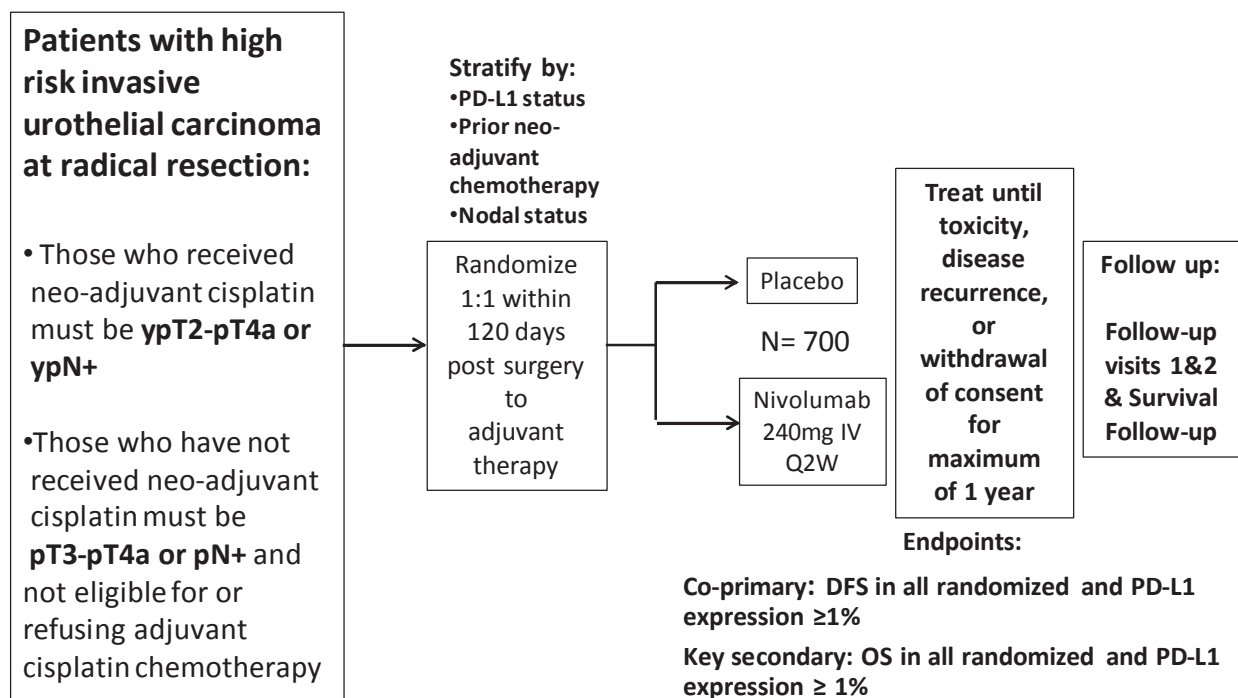 Patients with high
risk invasive
urothelial carcinoma
at radical resection:
• Those who received
neo-adjuvant cisplatin
must be ypT2-pT4a or
ypN+
•Those who have not
received neo-adjuvant
cisplatin must be
pT3-pT4a or pN+ and
not eligible for or
refusing adjuvant
cisplatin chemotherapy
Stratify by:
•PD-L1 status
•Prior neo-
adjuvant
chemotherapy
•Nodal status
Randomize
1:1 within
120 days
post surgery
to
adjuvant
therapy
Placebo
N= 700
Nivolumab
240mg IV
Q2W
Treat until
toxicity,
disease
recurrence,
or
withdrawal
of consent
for
maximum
of 1 year
Follow up:
Follow-up
visits 1&2
& Survival
Follow-up
Endpoints:
Co-primary: DFS in all randomized and PD-L1
expression ≥1%
Key secondary: OS in all randomized and PD-L1
expression ≥ 1%